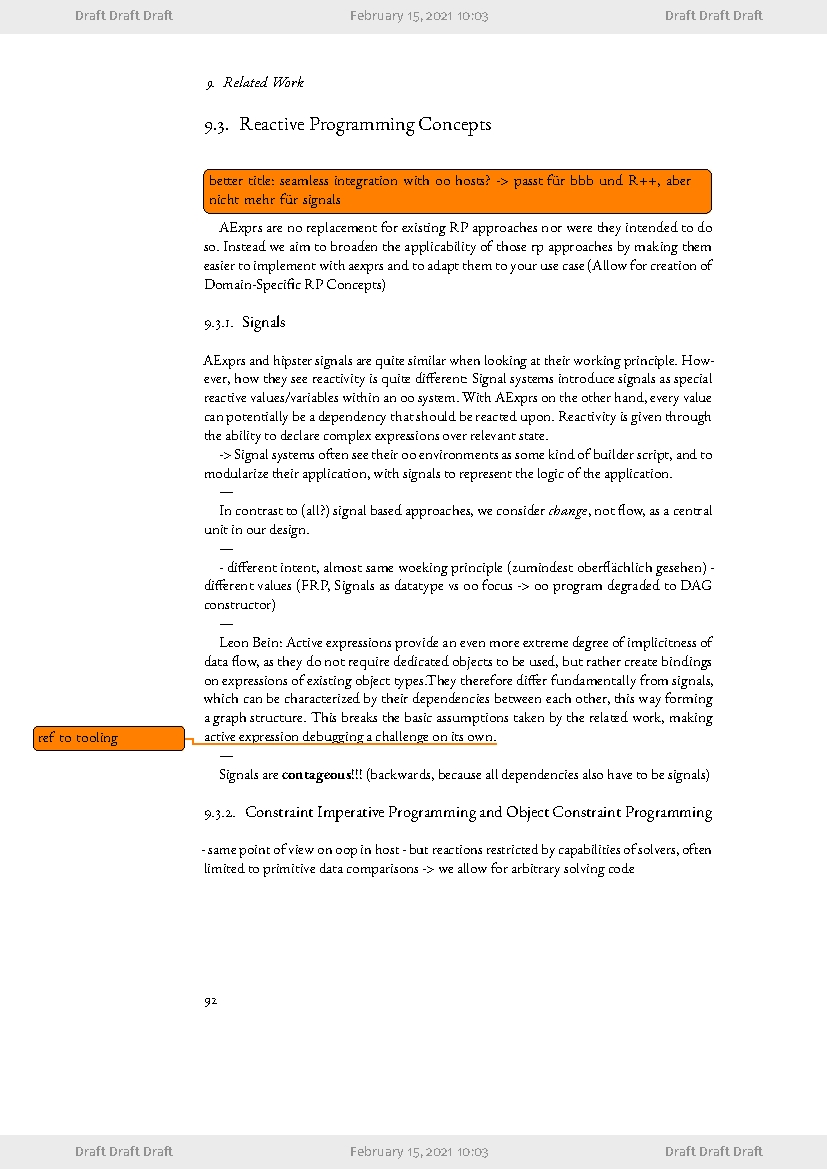 Draft Draft Draft February 15, 2021 10:03 Draft Draft Draft
9. Related Work
9.3. Reactive Programming Concepts
better title: seamless integration with oo hosts? -> passt für bbb und R++, aber
nicht mehr für signals
AExprs are no replacement for existing RP approaches nor were they intended to do
so. Instead we aim to broaden the applicability of those rp approaches by making them
easier to implement with aexprs and to adapt them to your use case (Allow for creation of
Domain-Specific RP Concepts)
9.3.1. Signals
AExprs and hipster signals are quite similar when looking at their working principle. How-
ever, how they see reactivity is quite different: Signal systems introduce signals as special
reactive values/variables within an oo system. With AExprs on the other hand, every value
can potentially be a dependency that should be reacted upon. Reactivity is given through
the ability to declare complex expressions over relevant state.
-> Signal systems often see their oo environments as some kind of builder script, and to
modularize their application, with signals to represent the logic of the application.
—
In contrast to (all?) signal based approaches, we consider change, not flow, as a central
unit in our design.
—
- different intent, almost same woeking principle (zumindest oberflächlich gesehen) -
different values (FRP, Signals as datatype vs oo focus -> oo program degraded to DAG
constructor)
—
Leon Bein: Active expressions provide an even more extreme degree of implicitness of
data flow, as they do not require dedicated objects to be used, but rather create bindings
on expressions of existing object types.They therefore differ fundamentally from signals,
which can be characterized by their dependencies between each other, this way forming
a graph structure. This breaks the basic assumptions taken by the related work, making
ref to tooling
active expression debugging a challenge on its own.
—
Signals are contageous!!! (backwards, because all dependencies also have to be signals)
9.3.2. Constraint Imperative Programming and Object Constraint Programming
- same point of view on oop in host - but reactions restricted by capabilities of solvers, often
limited to primitive data comparisons -> we allow for arbitrary solving code
92
Draft Draft Draft February 15, 2021 10:03 Draft Draft Draft